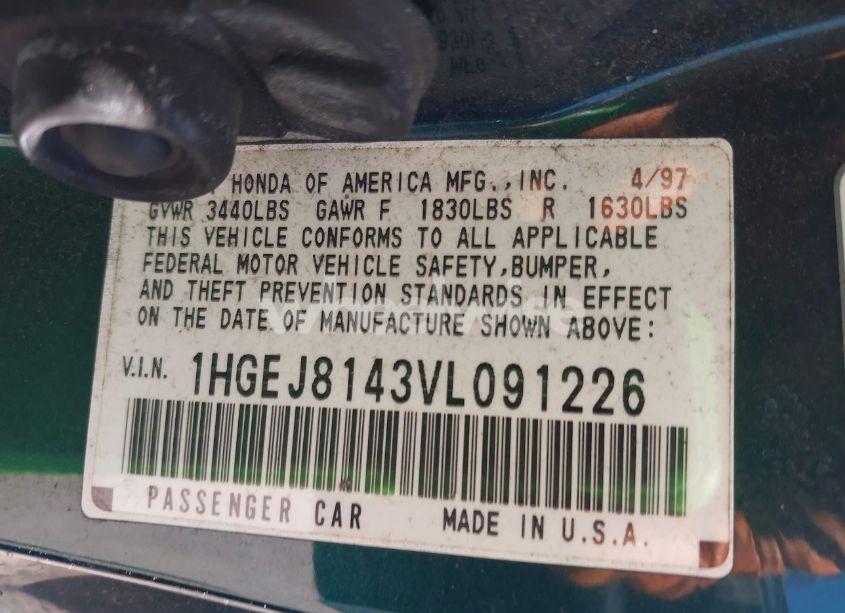 HONDA OF AMERICA MFG.,INC. 4/97
GVWR 3440LBS GAWR F 1830LBS R 1630LBS
THIS VEHICLE CONFORMS TO ALL APPLICABLE
FEDERAL MOTOR VEHICLE SAFETY,BUMPER,
AND THEFT PREVENTION STANDARDS IN EFFECT
ON THE DATE OF MANUFACTURE SHOWN ABOVE:
V.I.N. 1HGEJ8143VL091226
PASSENGER CAR MADE IN U.S.A.